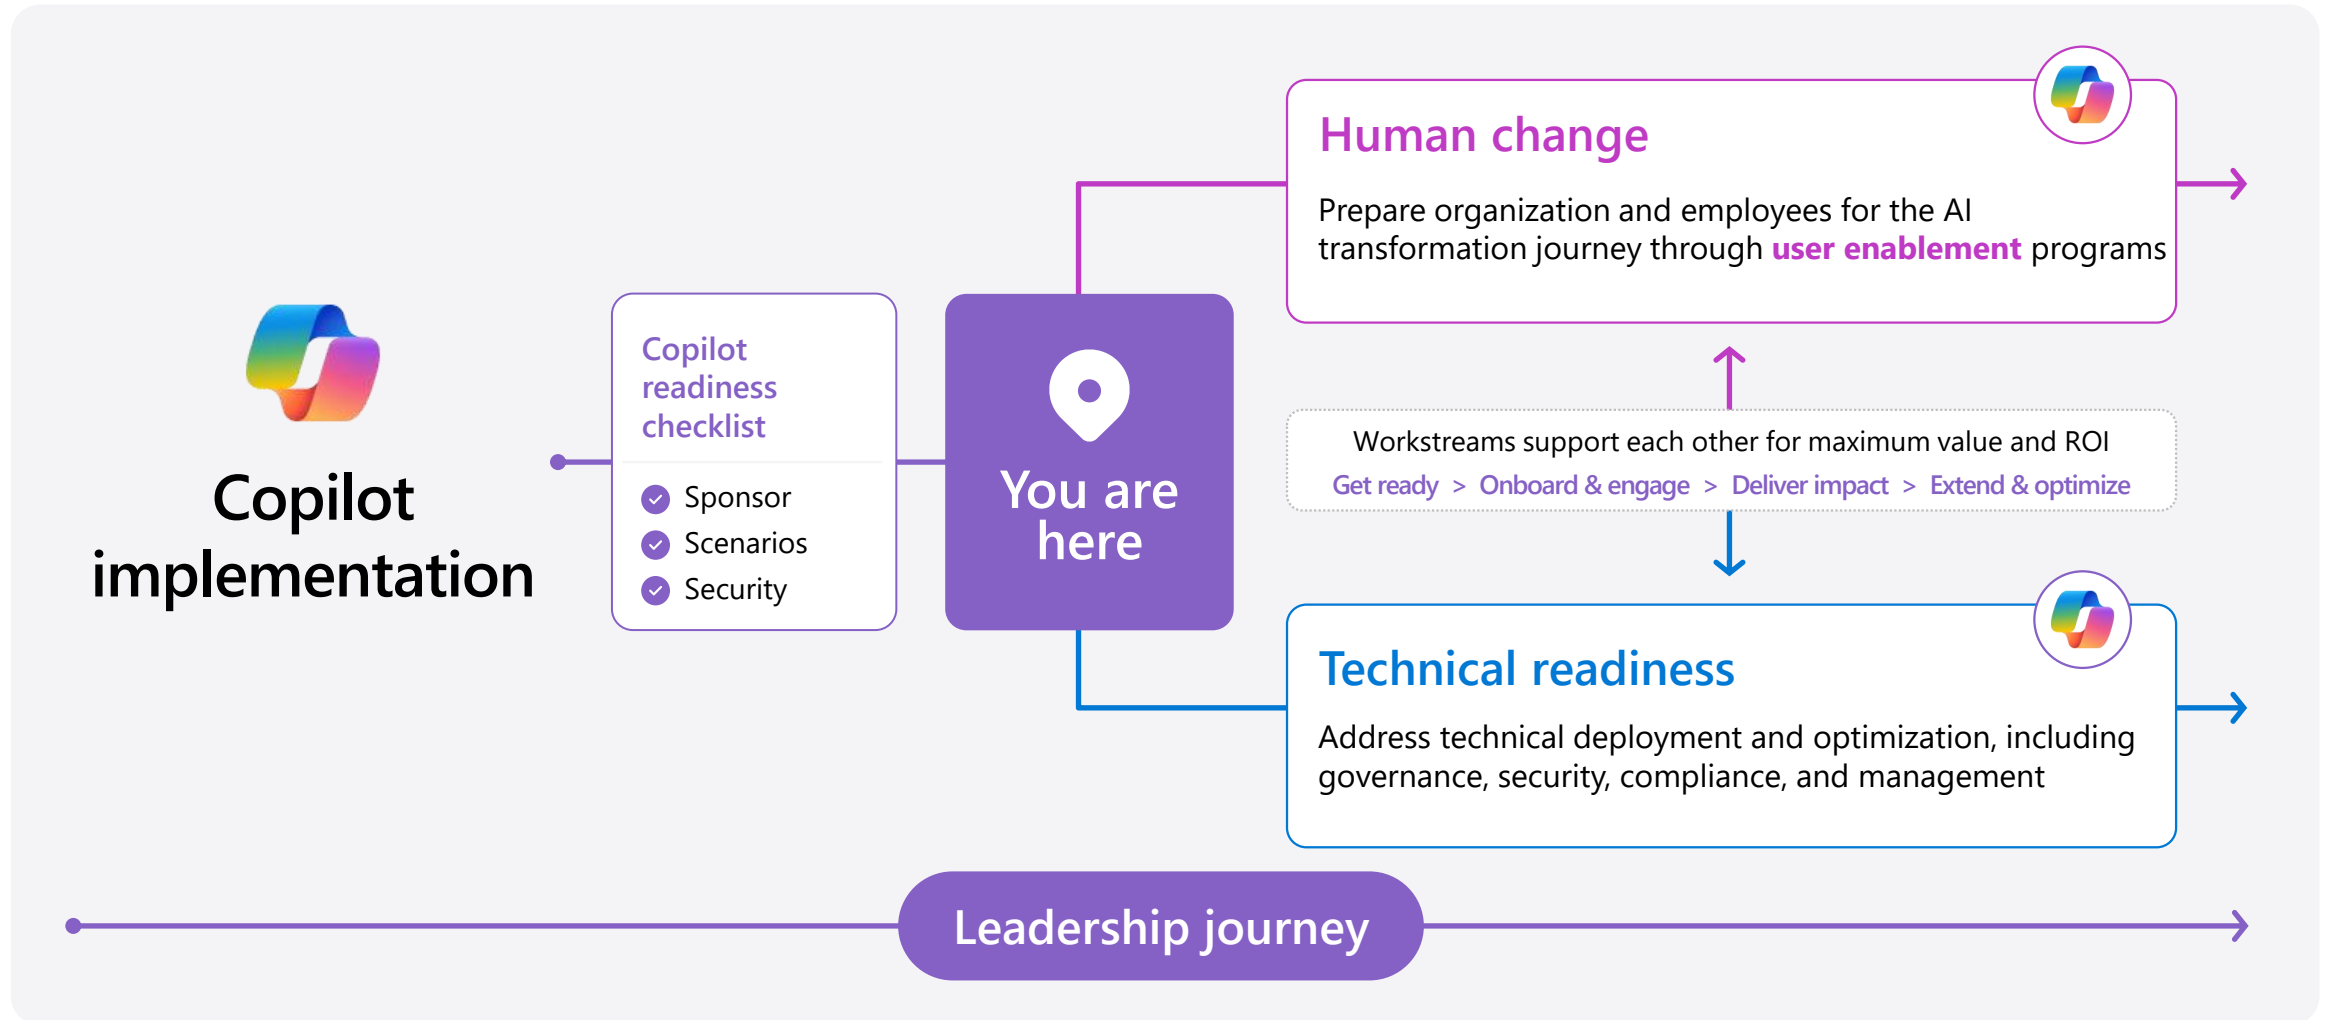 Copilot
implementation
Copilot
readiness
checklist
Sponsor
Scenarios
Security
You are
here
Human change
Prepare organization and employees for the AI
transformation journey through user enablement programs
Workstreams support each other for maximum value and ROI
Get ready > Onboard & engage > Deliver impact > Extend & optimize
Technical readiness
Address technical deployment and optimization, including
governance, security, compliance, and management
Leadership journey